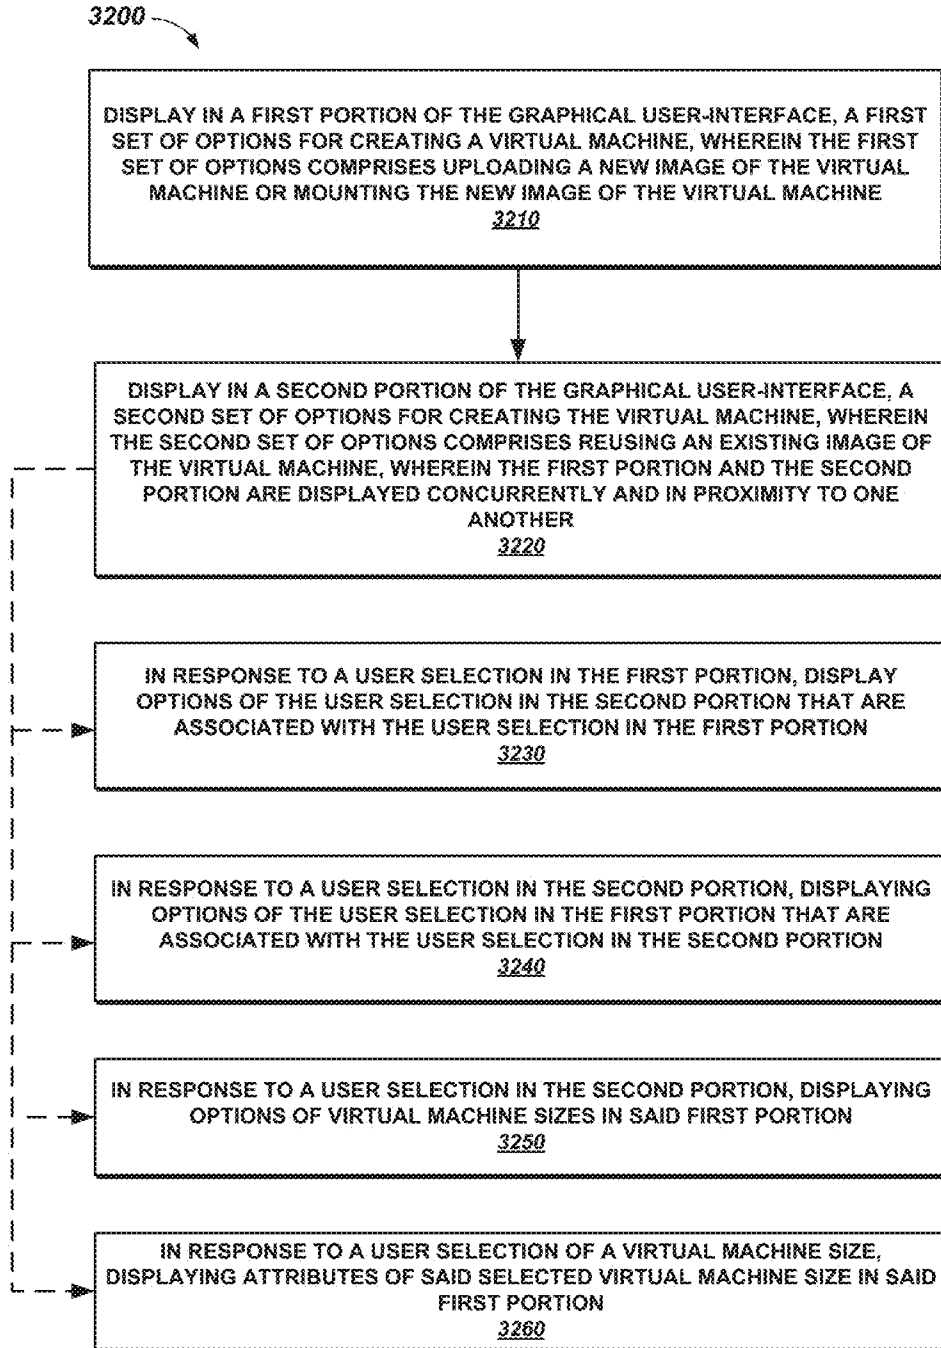 3200
DISPLAY IN A FIRST PORTION OF THE GRAPHICAL USER-INTERFACE, A FIRST
SET OF OPTIONS FOR CREATING A VIRTUAL MACHINE, WHEREIN THE FIRST
SET OF OPTIONS COMPRISES UPLOADING A NEW IMAGE OF THE VIRTUAL
MACHINE OR MOUNTING THE NEW IMAGE OF THE VIRTUAL MACHINE
3210
DISPLAY IN A SECOND PORTION OF THE GRAPHICAL USER-INTERFACE, A
SECOND SET OF OPTIONS FOR CREATING THE VIRTUAL MACHINE, WHEREIN
THE SECOND SET OF OPTIONS COMPRISES REUSING AN EXISTING IMAGE OF
THE VIRTUAL MACHINE, WHEREIN THE FIRST PORTION AND THE SECOND
PORTION ARE DISPLAYED CONCURRENTLY AND IN PROXIMITY TO ONE
ANOTHER
3220
IN RESPONSE TO A USER SELECTION IN THE FIRST PORTION, DISPLAY
OPTIONS OF THE USER SELECTION IN THE SECOND PORTION THAT ARE
ASSOCIATED WITH THE USER SELECTION IN THE FIRST PORTION
3230
IN RESPONSE TO A USER SELECTION IN THE SECOND PORTION, DISPLAYING
OPTIONS OF THE USER SELECTION IN THE FIRST PORTION THAT ARE
ASSOCIATED WITH THE USER SELECTION IN THE SECOND PORTION
3240
IN RESPONSE TO A USER SELECTION IN THE SECOND PORTION, DISPLAYING
OPTIONS OF VIRTUAL MACHINE SIZES IN SAID FIRST PORTION
3250
IN RESPONSE TO A USER SELECTION OF A VIRTUAL MACHINE SIZE,
DISPLAYING ATTRIBUTES OF SAID SELECTED VIRTUAL MACHINE SIZE IN SAID
FIRST PORTION
3260